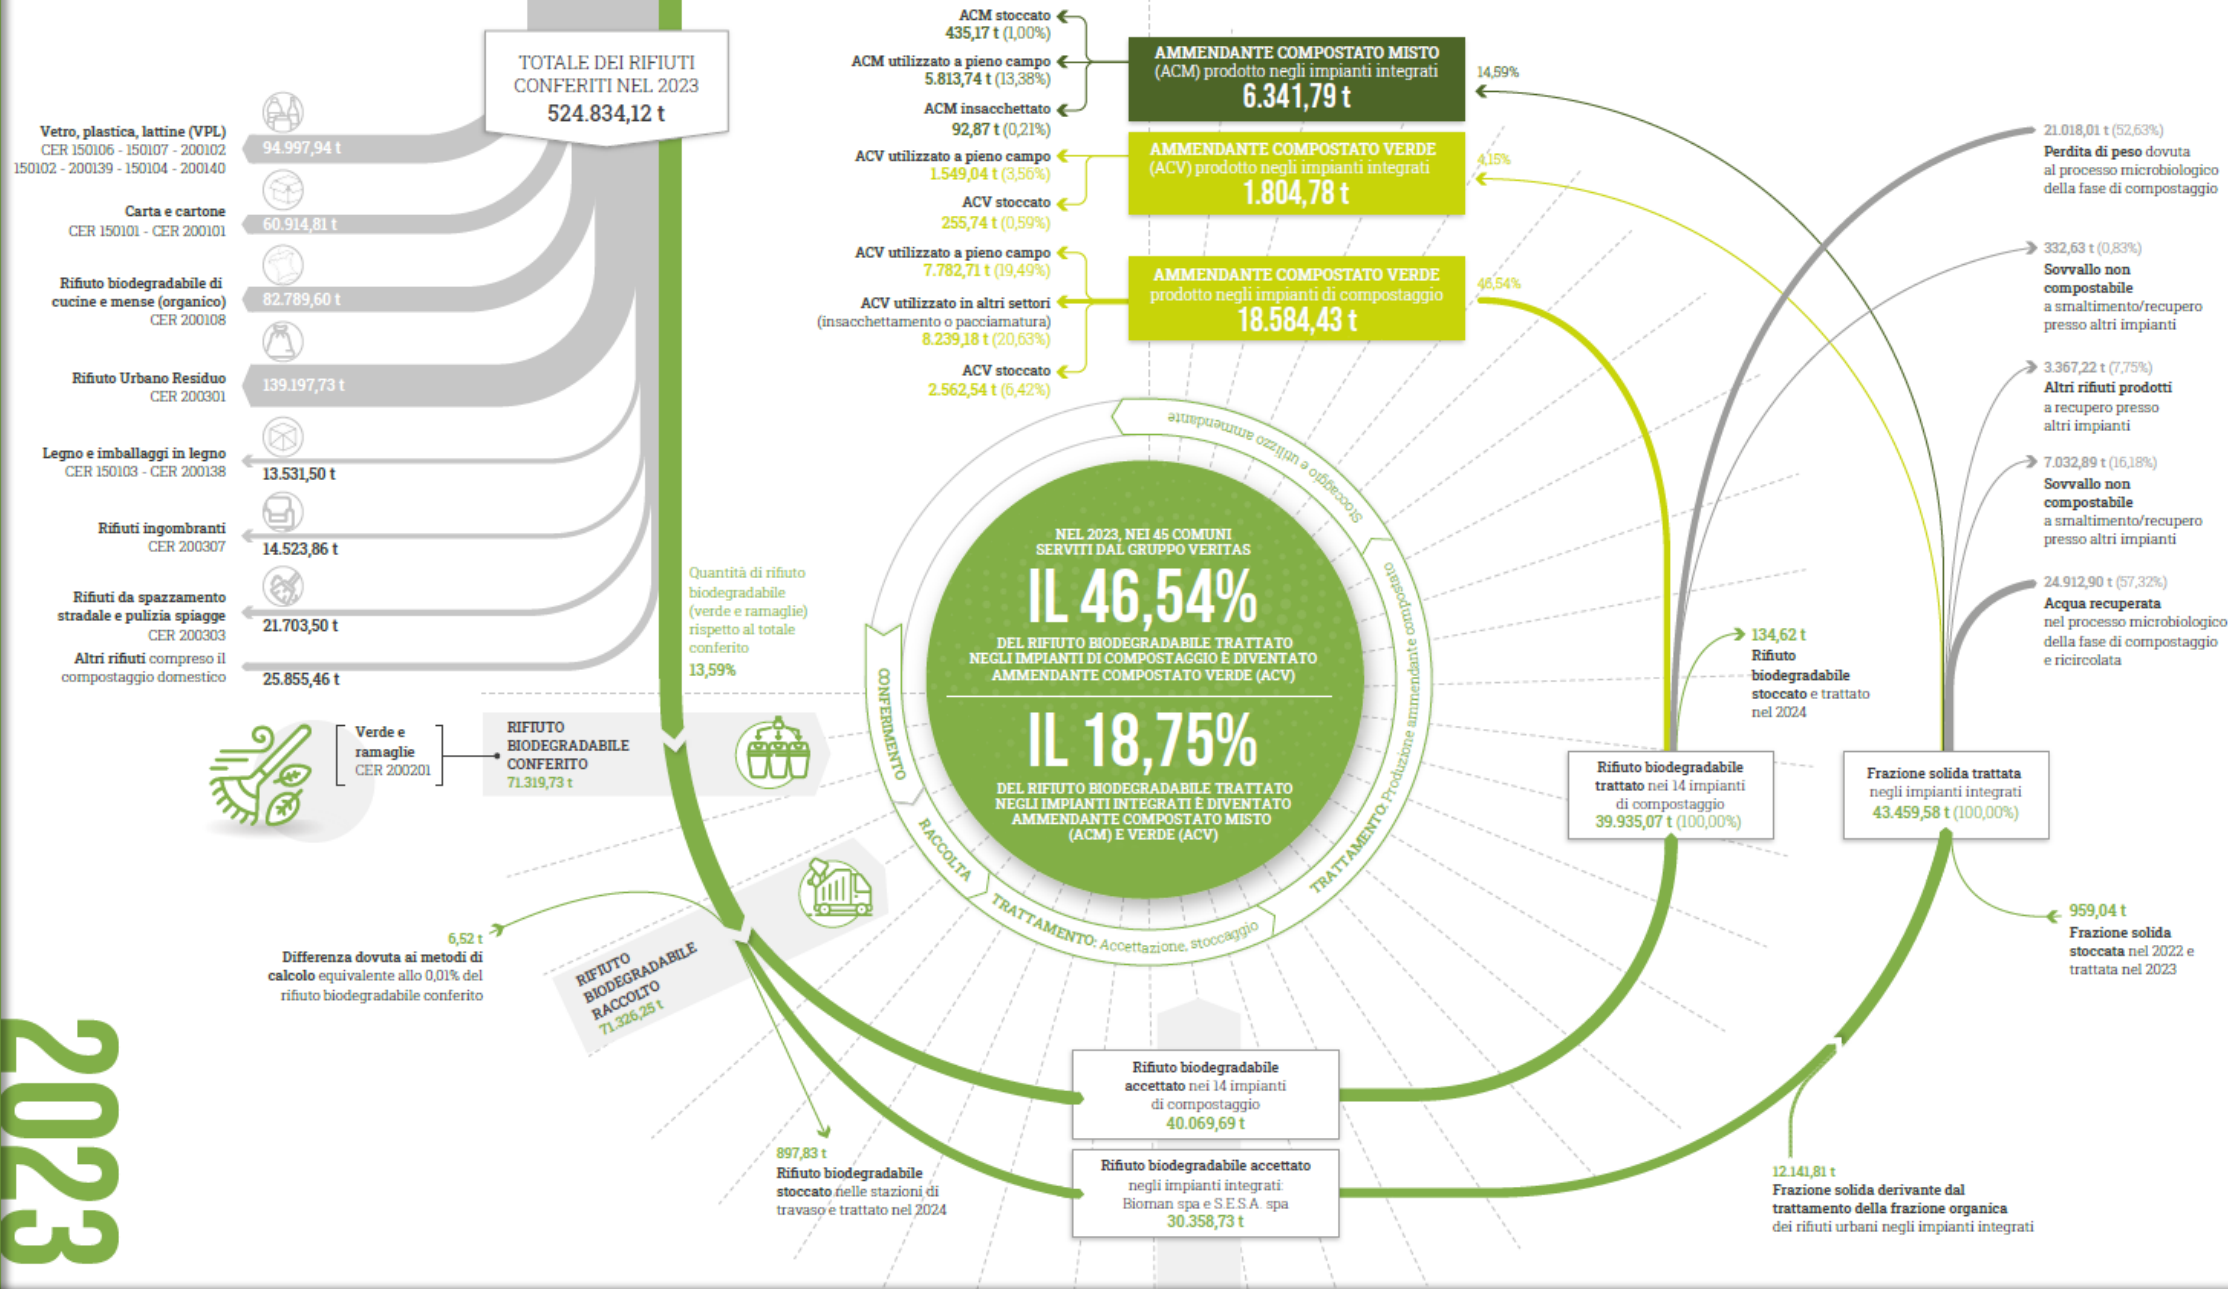 TOTALE DEI RIFIUTI
CONFERITI NEL 2023
524.834,12 t
Vetro, plastica, lattine (VPL)
CER 150106 - 150107 - 200102
150102 - 200139 - 150104 - 200140
94.997,94 t
Carta e cartone
CER 150101 - CER 200101
60.914,81 t
Rifiuto biodegradabile di
cucine e mense (organico)
CER 200108
82.789,60 t
Rifiuto Urbano Residuo
CER 200301
139.197,73 t
Legno e imballaggi in legno
CER 150103 - CER 200138
13.531,50 t
Rifiuti ingombranti
CER 200307
14.523,86 t
Rifiuti da spazzamento
stradale e pulizia spiagge
CER 200303
21.703,50 t
Altri rifiuti compreso il
compostaggio domestico
25.855,46 t
Quantità di rifiuto
biodegradabile
(verde e ramaglie)
rispetto al totale
conferito
13,59%
Verde e
ramaglie
CER 200201
RIFIUTO
BIODEGRADABILE
CONFERITO
71.319,73 t
6,52 t
Differenza dovuta ai metodi di
calcolo equivalente allo 0,01% del
rifiuto biodegradabile conferito
RIFIUTO
BIODEGRADABILE
RACCOLTO
71.326,25 t
897,83 t
Rifiuto biodegradabile
stoccato nelle stazioni di
travaso e trattato nel 2024
2023
ACM stoccato
435,17 t (1,00%)
ACM utilizzato a pieno campo
5.813,74 t (13,38%)
ACM insacchettato
92,87 t (0,21%)
ACV utilizzato a pieno campo
1.549,04 t (3,56%)
ACV stoccato
255,74 t (0,59%)
ACV utilizzato a pieno campo
7.782,71 t (19,49%)
ACV utilizzato in altri settori
(insacchettamento o pacciamatura)
8.239,18 t (20,63%)
ACV stoccato
2.562,54 t (6,42%)
AMMENDANTE COMPOSTATO MISTO
(ACM) prodotto negli impianti integrati
6.341,79 t
14,59%
AMMENDANTE COMPOSTATO VERDE
(ACV) prodotto negli impianti integrati
1.804,78 t
4,15%
AMMENDANTE COMPOSTATO VERDE
prodotto negli impianti di compostaggio
18.584,43 t
46,54%
CONFERIMENTO
RACCOLTA
TRATTAMENTO: Accettazione, stoccaggio
TRATTAMENTO: Produzione ammendante compostato
Stoccaggio e utilizzo ammendante
NEL 2023, NEI 45 COMUNI
SERVITI DAL GRUPPO VERITAS
IL 46,54%
DEL RIFIUTO BIODEGRADABILE TRATTATO
NEGLI IMPIANTI DI COMPOSTAGGIO È DIVENTATO
AMMENDANTE COMPOSTATO VERDE (ACV)
IL 18,75%
DEL RIFIUTO BIODEGRADABILE TRATTATO
NEGLI IMPIANTI INTEGRATI È DIVENTATO
AMMENDANTE COMPOSTATO MISTO
(ACM) E VERDE (ACV)
Rifiuto biodegradabile
accettato nei 14 impianti
di compostaggio
40.069,69 t
Rifiuto biodegradabile accettato
negli impianti integrati:
Bioman spa e S.E.S.A. spa
30.358,73 t
134,62 t
Rifiuto
biodegradabile
stoccato e trattato
nel 2024
Rifiuto biodegradabile
trattato nei 14 impianti
di compostaggio
39.935,07 t (100,00%)
Frazione solida trattata
negli impianti integrati
43.459,58 t (100,00%)
959,04 t
Frazione solida
stoccata nel 2022 e
trattata nel 2023
12.141,81 t
Frazione solida derivante dal
trattamento della frazione organica
dei rifiuti urbani negli impianti integrati
21.018,01 t (52,63%)
Perdita di peso dovuta
al processo microbiologico
della fase di compostaggio
332,63 t (0,83%)
Sovvallo non
compostabile
a smaltimento/recupero
presso altri impianti
3.367,22 t (7,75%)
Altri rifiuti prodotti
a recupero presso
altri impianti
7.032,89 t (16,18%)
Sovvallo non
compostabile
a smaltimento/recupero
presso altri impianti
24.912,90 t (57,32%)
Acqua recuperata
nel processo microbiologico
della fase di compostaggio
e ricircolata